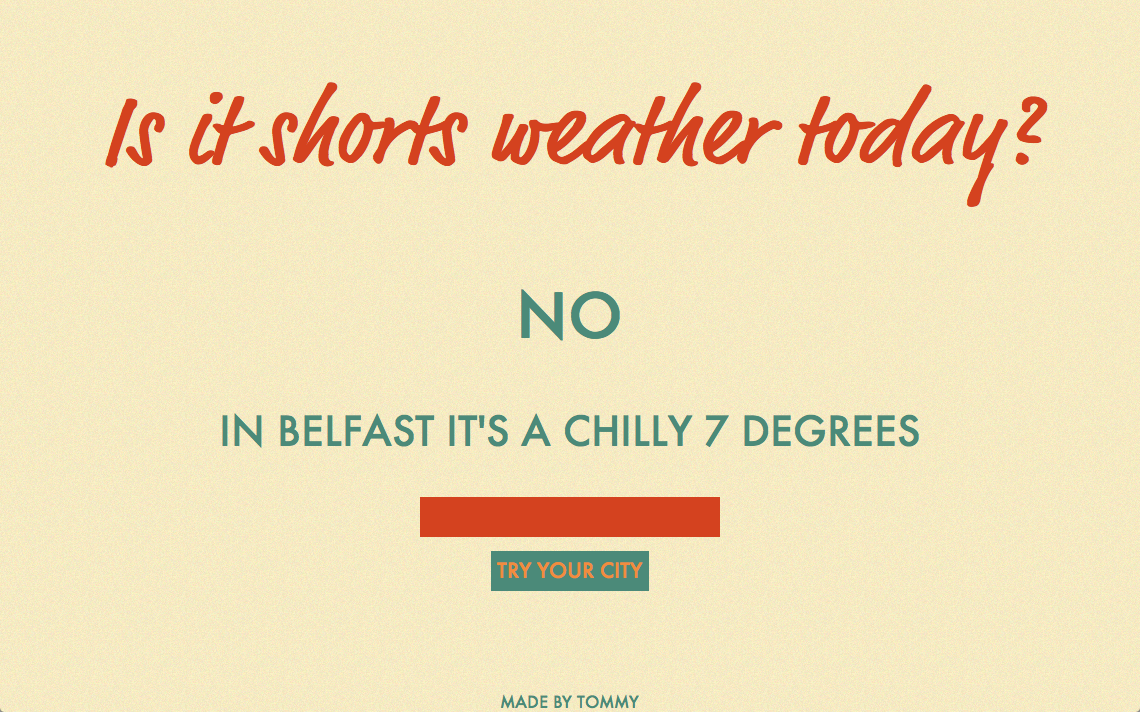 Is it shorts weather today?
NO
IN BELFAST IT'S A CHILLY 7 DEGREES
TRY YOUR CITY
MADE BY TOMMY